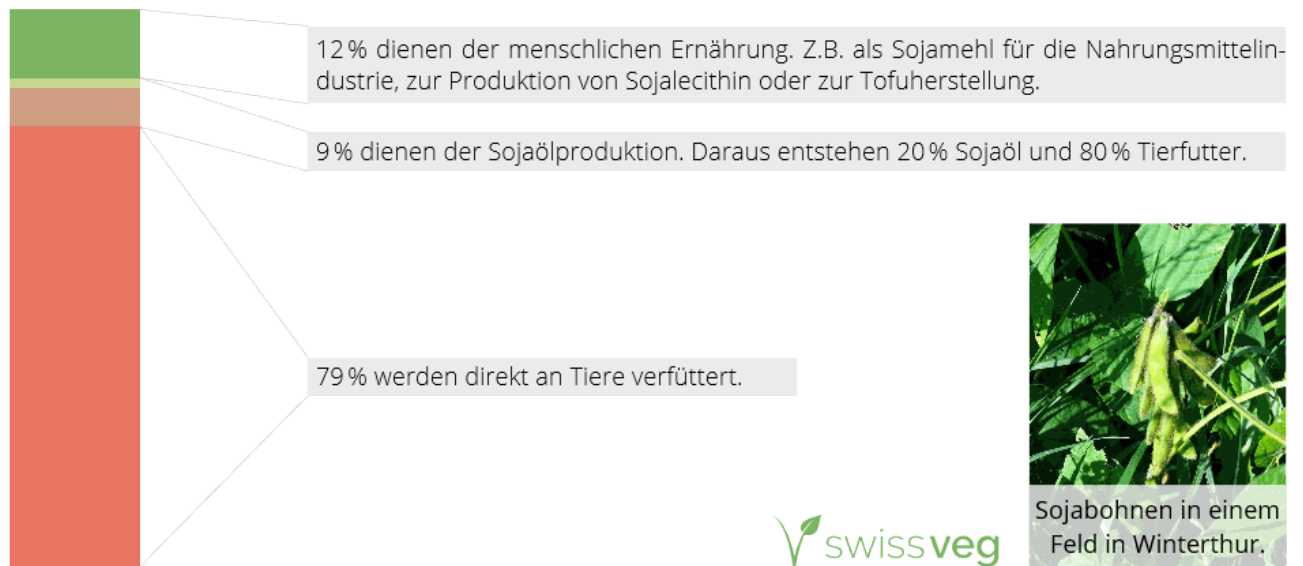 12 % dienen der menschlichen Ernährung. Z.B. als Sojamehl für die Nahrungsmittelin-
dustrie, zur Produktion von Sojalecithin oder zur Tofuherstellung.
9 % dienen der Sojaölproduktion. Daraus entstehen 20 % Sojaöl und 80 % Tierfutter.
79 % werden direkt an Tiere verfüttert.
Sojabohnen in einem
Feld in Winterthur.
swissveg